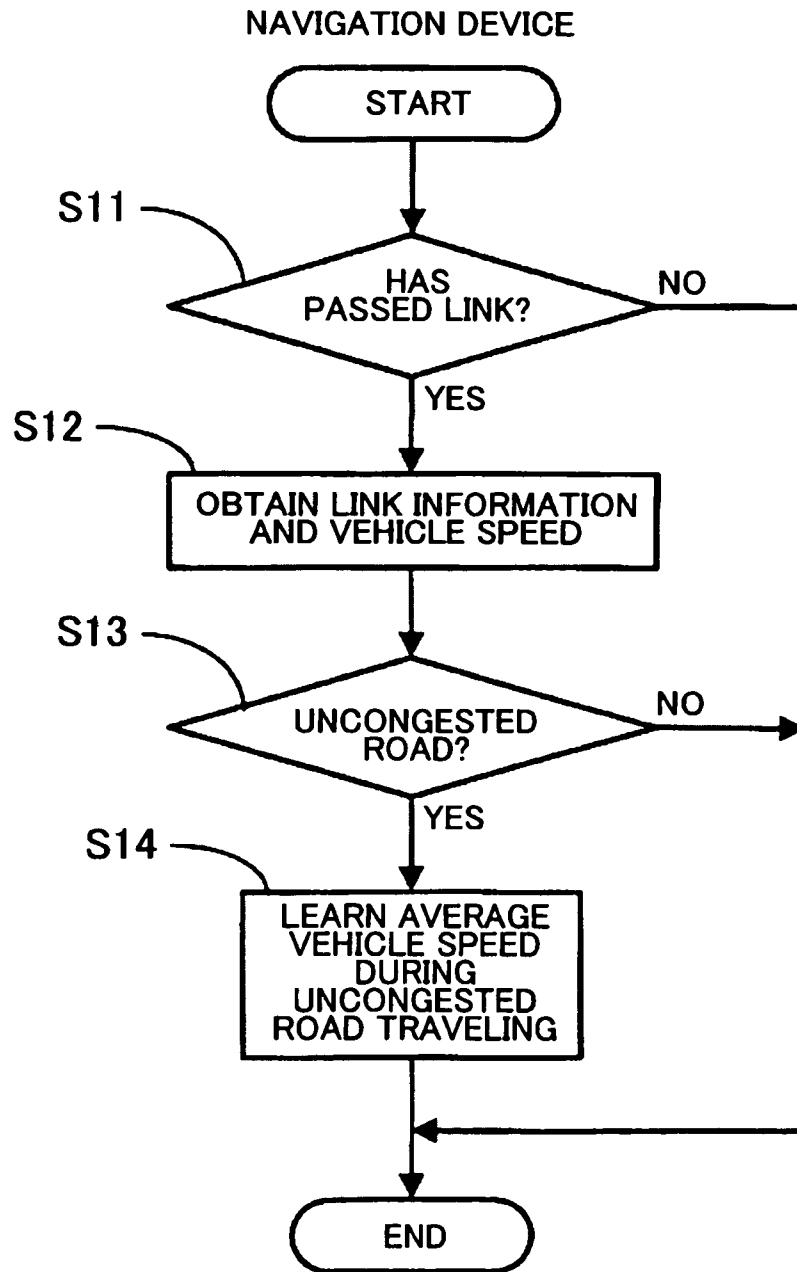 NAVIGATION DEVICE
START
S11
HAS
PASSED LINK?
NO
YES
S12
OBTAIN LINK INFORMATION
AND VEHICLE SPEED
S13
UNCONGESTED
ROAD?
NO
YES
S14
LEARN AVERAGE
VEHICLE SPEED
DURING
UNCONGESTED
ROAD TRAVELING
END